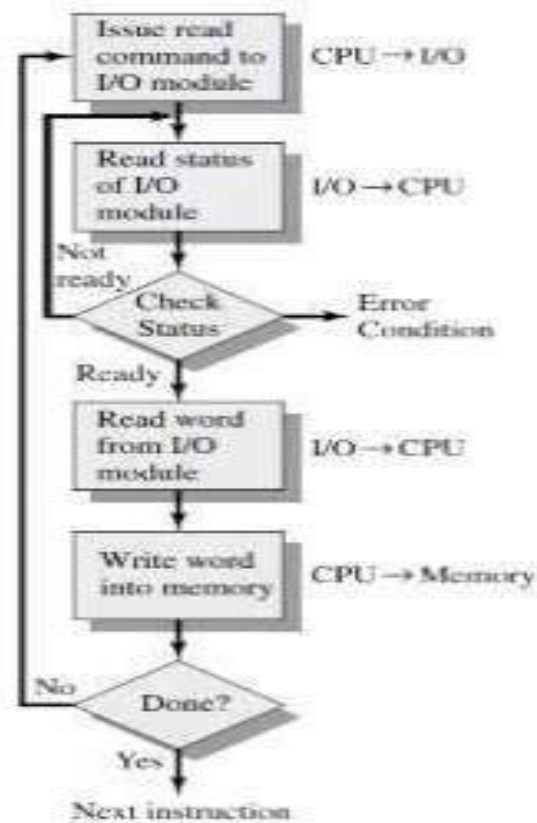 Issue read
command to
I/O module
CPU → I/O
Read status
of I/O
module
I/O → CPU
Not
ready
Check
Status
Error
Condition
Ready
Read word
from I/O
module
I/O → CPU
Write word
into memory
CPU → Memory
No
Done?
Yes
Next instruction